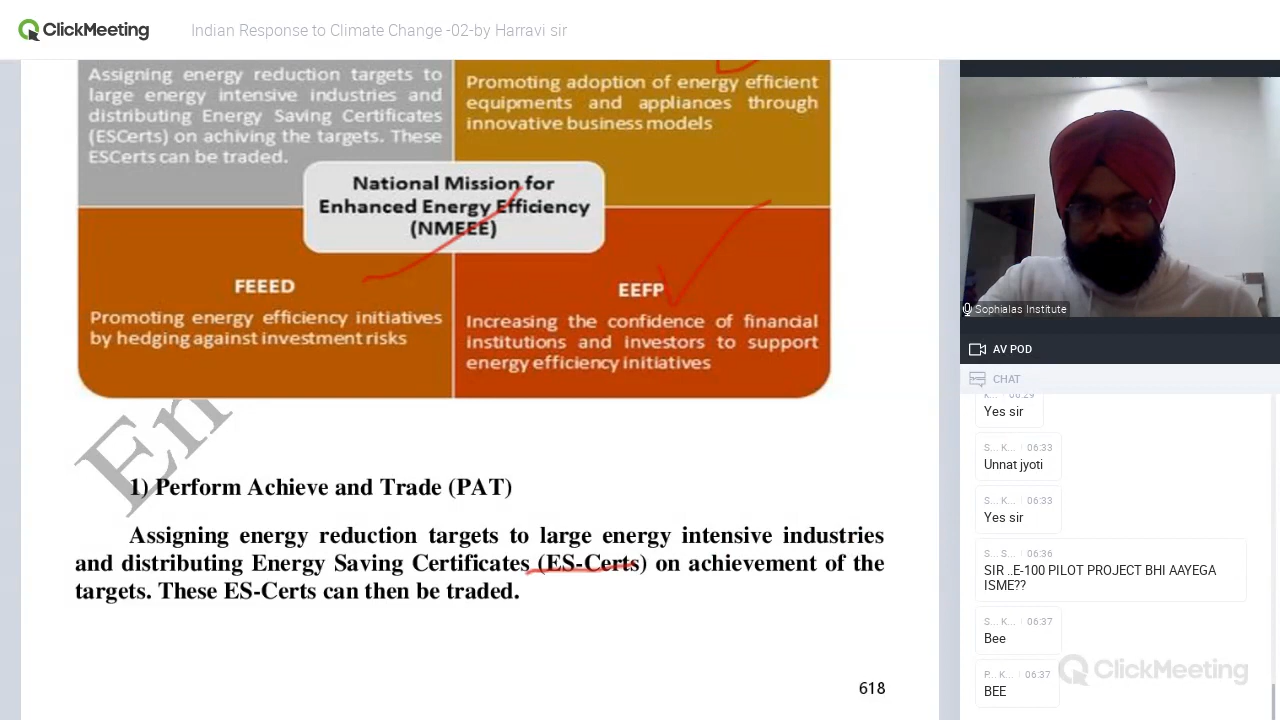 ClickMeeting
Indian Response to Climate Change -02-by Harravi sir
Assigning energy reduction targets to
large energy intensive industries and
distributing Energy Saving Certificates
(ESCerts) on achiving the targets. These
ESCerts can be traded.
Promoting adoption of energy efficient
equipments and appliances through
innovative business models
National Mission for
Enhanced Energy Efficiency
(NMEEE)
FEEED
Promoting energy efficiency initiatives
by hedging against investment risks
EEFP
Increasing the confidence of financial
institutions and investors to support
energy efficiency initiatives
En
1) Perform Achieve and Trade (PAT)
Assigning energy reduction targets to large energy intensive industries
and distributing Energy Saving Certificates (ES-Certs) on achievement of the
targets. These ES-Certs can then be traded.
618
Sophialas Institute
AV POD
CHAT
K... 06:29
Yes sir
S... K... 06:33
Unnat jyoti
S... K... 06:33
Yes sir
S... S... 06:36
SIR ..E-100 PILOT PROJECT BHI AAYEGA
ISME??
S... K... 06:37
Bee
P... K... 06:37
BEE
ClickMeeting